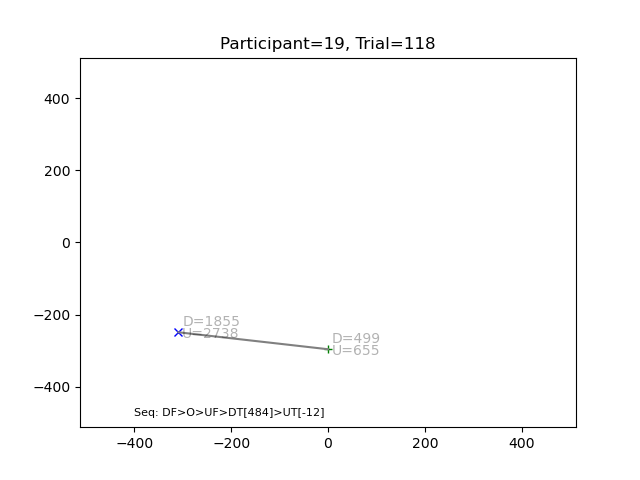 Participant=19, Trial=118
400
200
0
−200
−400
D=1855
U=2738
D=499
U=655
Seq: DF>O>UF>DT[484]>UT[-12]
−400
−200
0
200
400